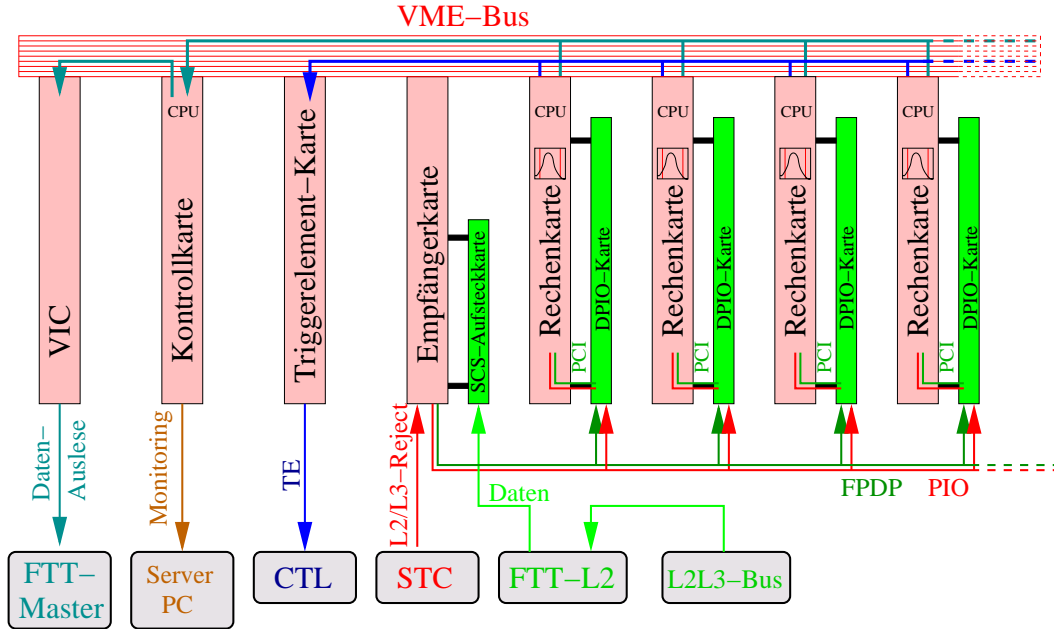 VME–Bus
CPU
CPU
CPU
CPU
CPU
VIC
Kontrollkarte
Triggerelement–Karte
Empfängerkarte
SCS–Aufsteckkarte
Rechenkarte
DPIO–Karte
PCI
Rechenkarte
DPIO–Karte
PCI
Rechenkarte
DPIO–Karte
PCI
Rechenkarte
DPIO–Karte
PCI
Daten–
Auslese
Monitoring
TE
L2/L3–Reject
Daten
FPDP
PIO
FTT–
Master
Server
PC
CTL
STC
FTT–L2
L2L3–Bus